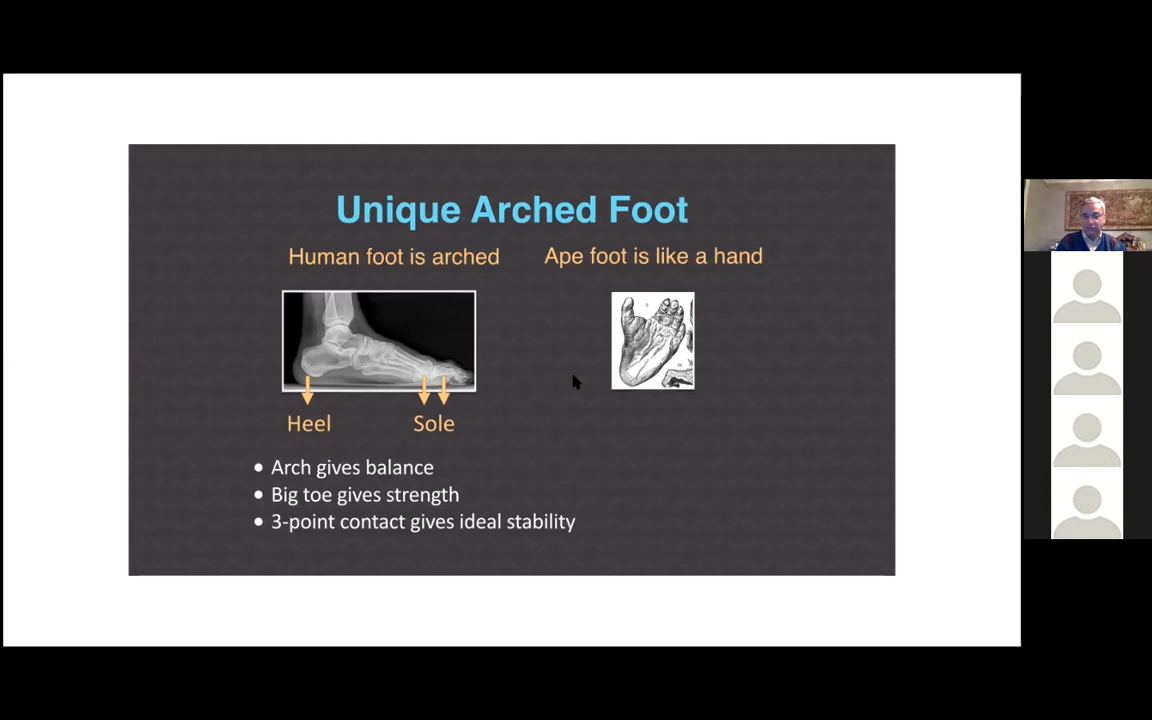 Unique Arched Foot
Human foot is arched
Ape foot is like a hand
Heel
Sole
• Arch gives balance
• Big toe gives strength
• 3-point contact gives ideal stability